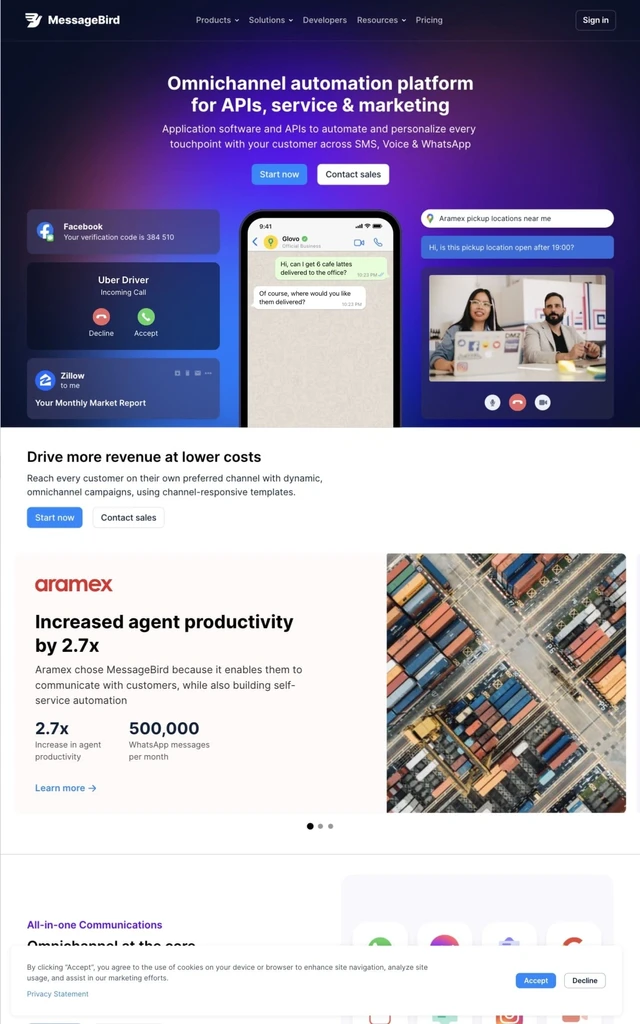 MessageBird
Products
Solutions
Developers
Resources
Pricing
Sign in
Omnichannel automation platform
for APIs, service & marketing
Application software and APIs to automate and personalize every
touchpoint with your customer across SMS, Voice & WhatsApp
Start now
Contact sales
Facebook
Your verification code is 384 510
Uber Driver
Incoming Call
Decline
Accept
Zillow
to me
Your Monthly Market Report
9:41
Glovo
Official Business
Hi, can I get 6 cafe lattes
delivered to the office?
10:23 PM
Of course, where would you like
them delivered?
10:23 PM
Aramex pickup locations near me
Hi, is this pickup location open after 19:00?
Drive more revenue at lower costs
Reach every customer on their own preferred channel with dynamic,
omnichannel campaigns, using channel-responsive templates.
Start now
Contact sales
aramex
Increased agent productivity
by 2.7x
Aramex chose MessageBird because it enables them to
communicate with customers, while also building self-
service automation
2.7x
Increase in agent
productivity
500,000
WhatsApp messages
per month
Learn more →
All-in-one Communications
Omnichannel at the core
By clicking "Accept", you agree to the use of cookies on your device or browser to enhance site navigation, analyze site
usage, and assist in our marketing efforts.
Privacy Statement
Accept
Decline